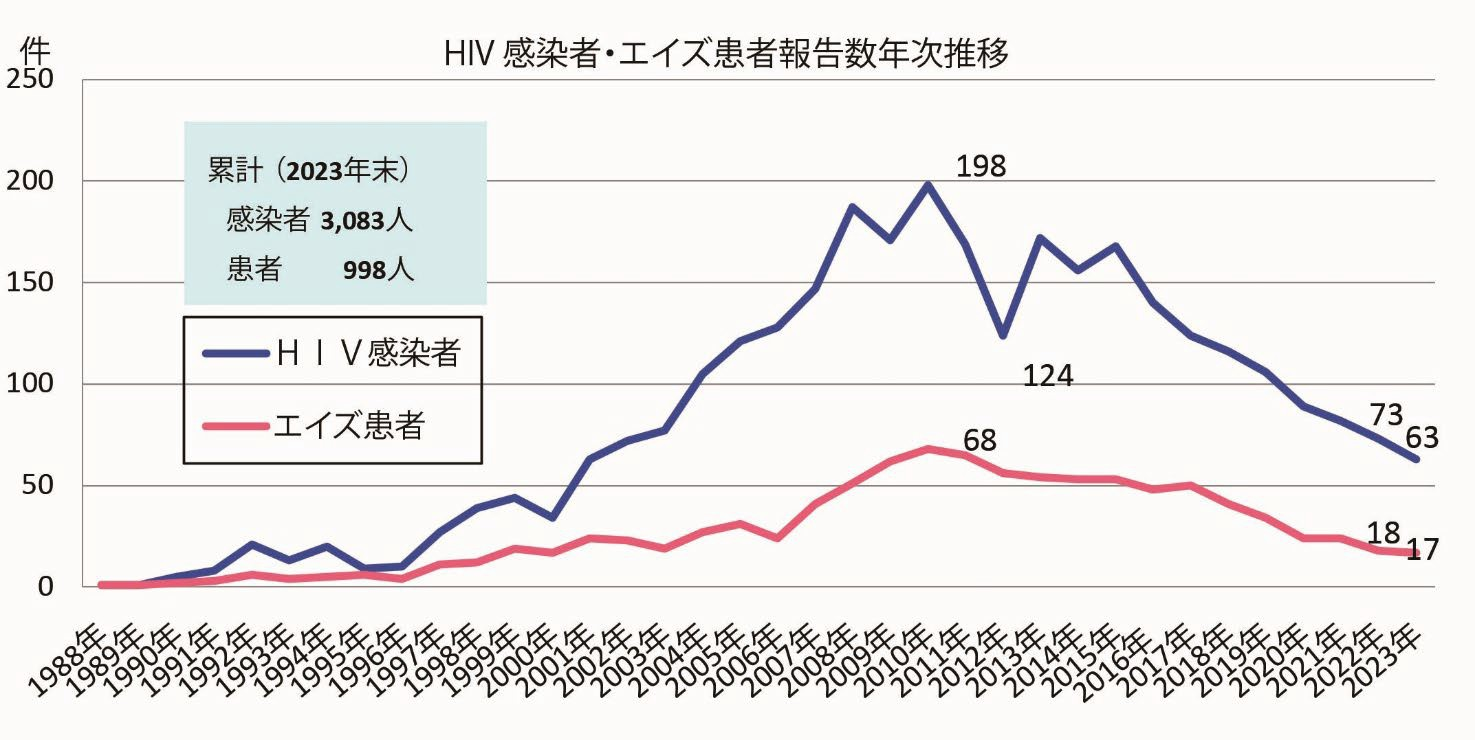 HIV 感染者・エイズ患者報告数年次推移
件
250
200
150
100
50
0
累計（2023年末）
感染者 3,083人
患者 998人
ＨＩＶ感染者
エイズ患者
198
124
68
73
63
18
17
1988年
1989年
1990年
1991年
1992年
1993年
1994年
1995年
1996年
1997年
1998年
1999年
2000年
2001年
2002年
2003年
2004年
2005年
2006年
2007年
2008年
2009年
2010年
2011年
2012年
2013年
2014年
2015年
2016年
2017年
2018年
2019年
2020年
2021年
2022年
2023年